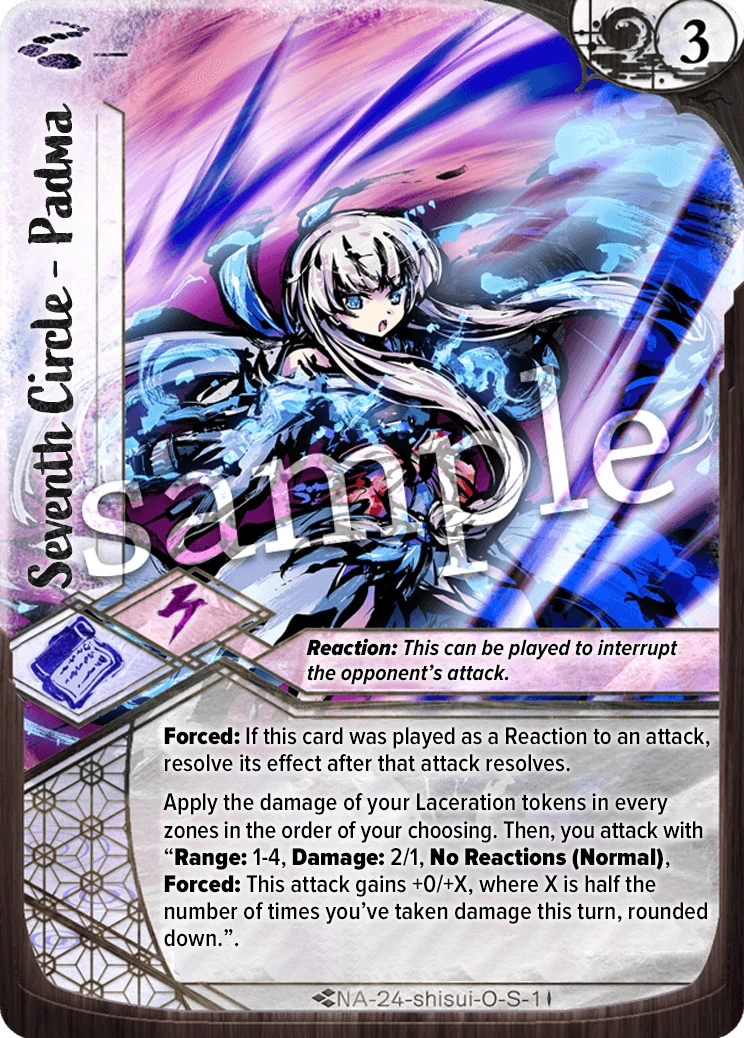 3
Seventh Circle - Padma
sample
Reaction: This can be played to interrupt
the opponent's attack.
Forced: If this card was played as a Reaction to an attack,
resolve its effect after that attack resolves.
Apply the damage of your Laceration tokens in every
zones in the order of your choosing. Then, you attack with
“Range: 1-4, Damage: 2/1, No Reactions (Normal),
Forced: This attack gains +0/+X, where X is half the
number of times you’ve taken damage this turn, rounded
down.”.
NA-24-shisui-O-S-1